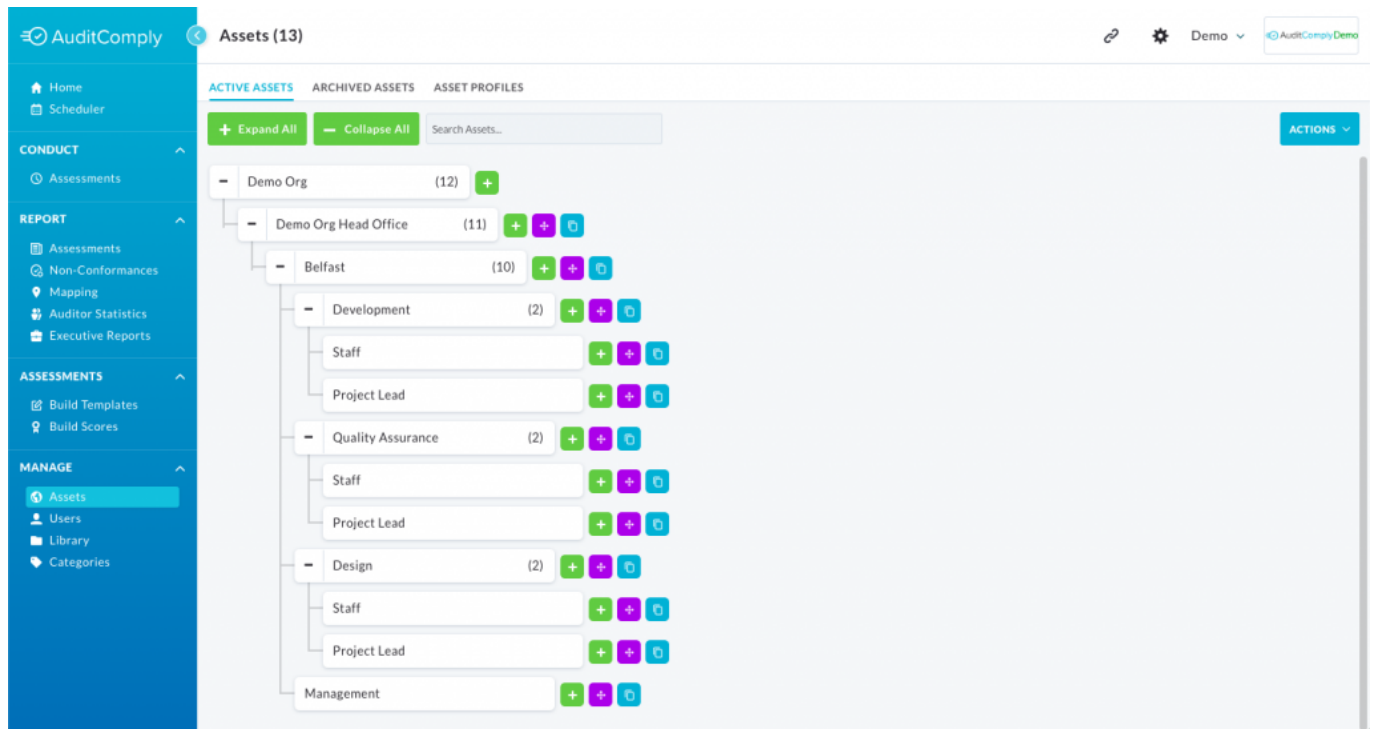 AuditComply
Assets (13)
Demo
AuditComplyDemo
Home
Scheduler
CONDUCT
Assessments
REPORT
Assessments
Non-Conformances
Mapping
Auditor Statistics
Executive Reports
ASSESSMENTS
Build Templates
Build Scores
MANAGE
Assets
Users
Library
Categories
ACTIVE ASSETS ARCHIVED ASSETS ASSET PROFILES
Expand All Collapse All Search Assets... ACTIONS
Demo Org (12)
Demo Org Head Office (11)
Belfast (10)
Development (2)
Staff
Project Lead
Quality Assurance (2)
Staff
Project Lead
Design (2)
Staff
Project Lead
Management